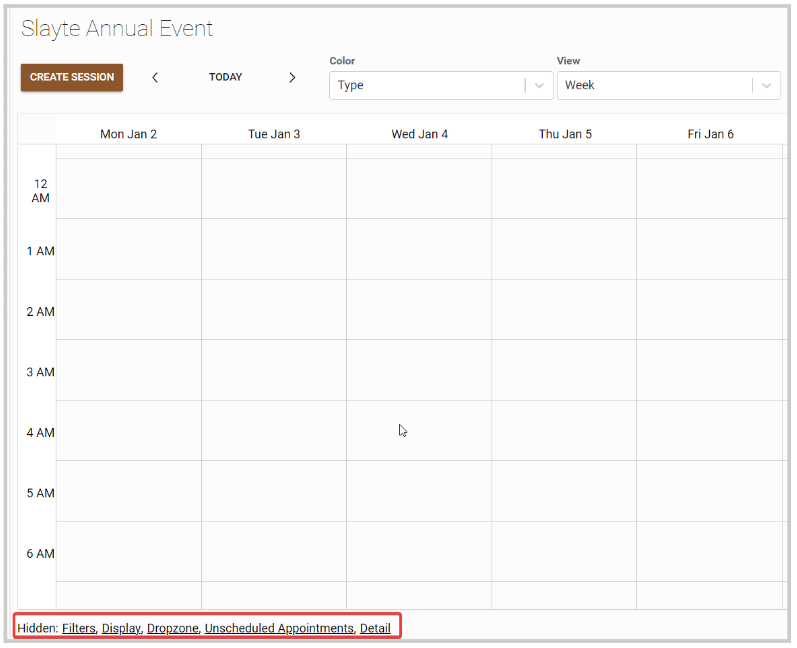 Slayte Annual Event
Color
View
CREATE SESSION
TODAY
Type
Week
Mon Jan 2
Tue Jan 3
Wed Jan 4
Thu Jan 5
Fri Jan 6
12
AM
1 AM
2 AM
3 AM
4 AM
5 AM
6 AM
Hidden: Filters, Display, Dropzone, Unscheduled Appointments, Detail